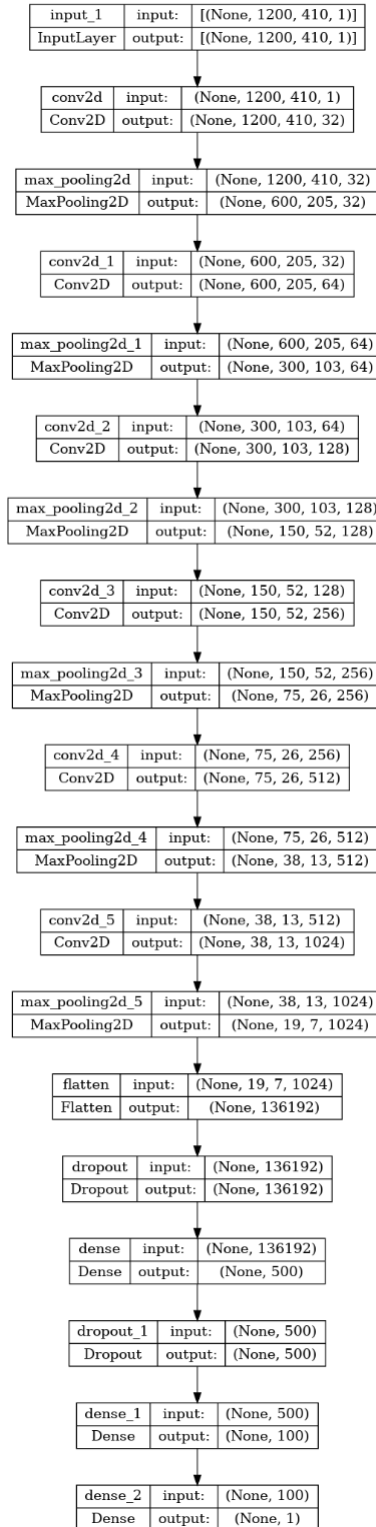 input_1 input: [(None, 1200, 410, 1)]
InputLayer output: [(None, 1200, 410, 1)]
conv2d input: (None, 1200, 410, 1)
Conv2D output: (None, 1200, 410, 32)
max_pooling2d input: (None, 1200, 410, 32)
MaxPooling2D output: (None, 600, 205, 32)
conv2d_1 input: (None, 600, 205, 32)
Conv2D output: (None, 600, 205, 64)
max_pooling2d_1 input: (None, 600, 205, 64)
MaxPooling2D output: (None, 300, 103, 64)
conv2d_2 input: (None, 300, 103, 64)
Conv2D output: (None, 300, 103, 128)
max_pooling2d_2 input: (None, 300, 103, 128)
MaxPooling2D output: (None, 150, 52, 128)
conv2d_3 input: (None, 150, 52, 128)
Conv2D output: (None, 150, 52, 256)
max_pooling2d_3 input: (None, 150, 52, 256)
MaxPooling2D output: (None, 75, 26, 256)
conv2d_4 input: (None, 75, 26, 256)
Conv2D output: (None, 75, 26, 512)
max_pooling2d_4 input: (None, 75, 26, 512)
MaxPooling2D output: (None, 38, 13, 512)
conv2d_5 input: (None, 38, 13, 512)
Conv2D output: (None, 38, 13, 1024)
max_pooling2d_5 input: (None, 38, 13, 1024)
MaxPooling2D output: (None, 19, 7, 1024)
flatten input: (None, 19, 7, 1024)
Flatten output: (None, 136192)
dropout input: (None, 136192)
Dropout output: (None, 136192)
dense input: (None, 136192)
Dense output: (None, 500)
dropout_1 input: (None, 500)
Dropout output: (None, 500)
dense_1 input: (None, 500)
Dense output: (None, 100)
dense_2 input: (None, 100)
Dense output: (None, 1)